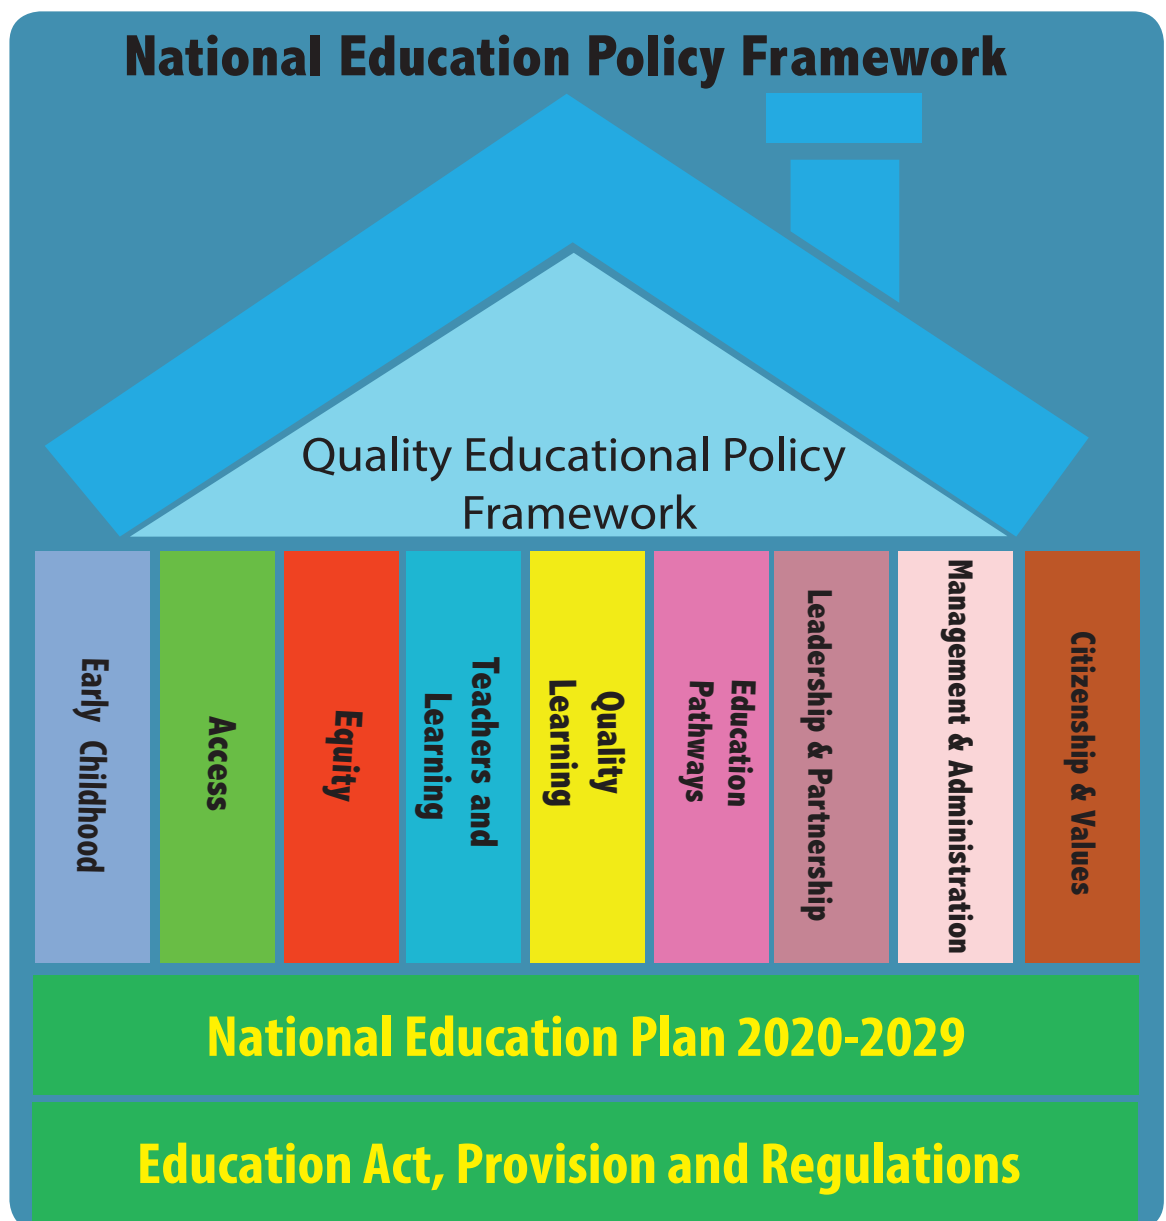 National Education Policy Framework
Quality Educational Policy
Framework
Early Childhood
Access
Equity
Teachers and
Learning
Quality
Learning
Education
Pathways
Leadership & Partnership
Management & Administration
Citizenship & Values
National Education Plan 2020-2029
Education Act, Provision and Regulations